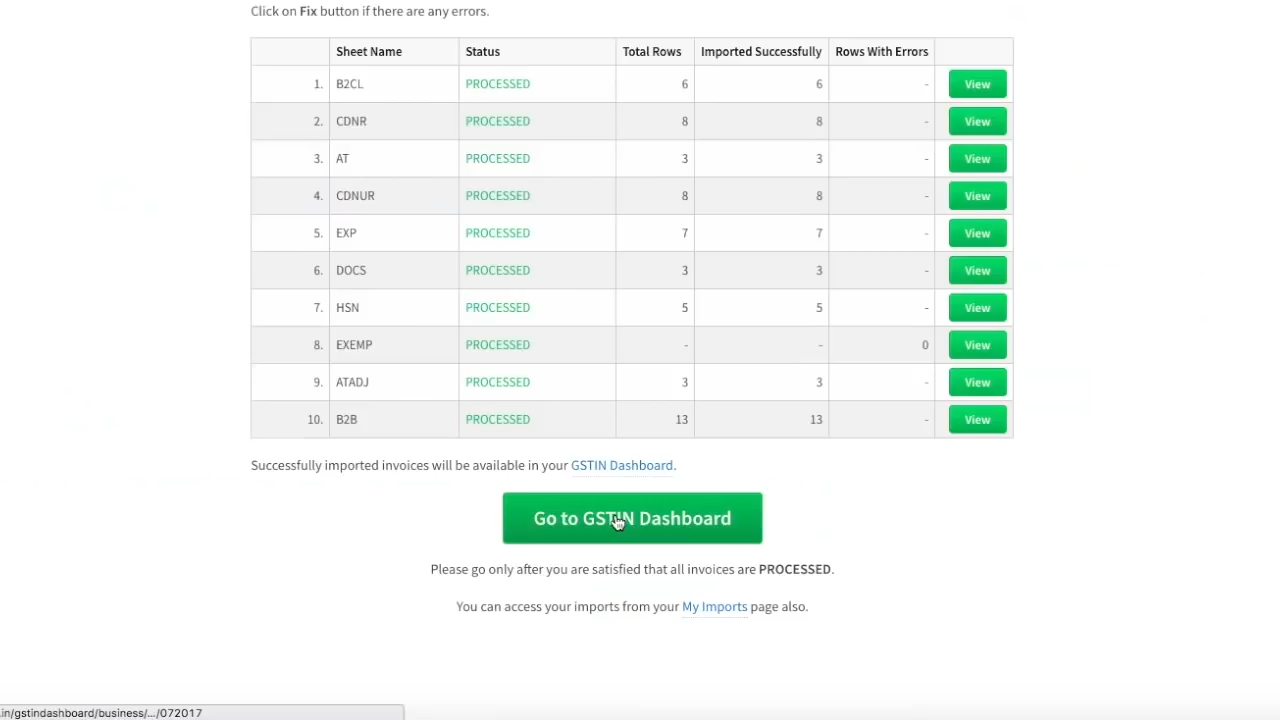 Click on Fix button if there are any errors.
Sheet Name Status Total Rows Imported Successfully Rows With Errors
1. B2CL PROCESSED 6 6 - View
2. CDNR PROCESSED 8 8 - View
3. AT PROCESSED 3 3 - View
4. CDNUR PROCESSED 8 8 - View
5. EXP PROCESSED 7 7 - View
6. DOCS PROCESSED 3 3 - View
7. HSN PROCESSED 5 5 - View
8. EXEMP PROCESSED - - 0 View
9. ATADJ PROCESSED 3 3 - View
10. B2B PROCESSED 13 13 - View
Successfully imported invoices will be available in your GSTIN Dashboard.
Go to GSTIN Dashboard
Please go only after you are satisfied that all invoices are PROCESSED.
You can access your imports from your My Imports page also.
.in/gstindashboard/business/.../072017